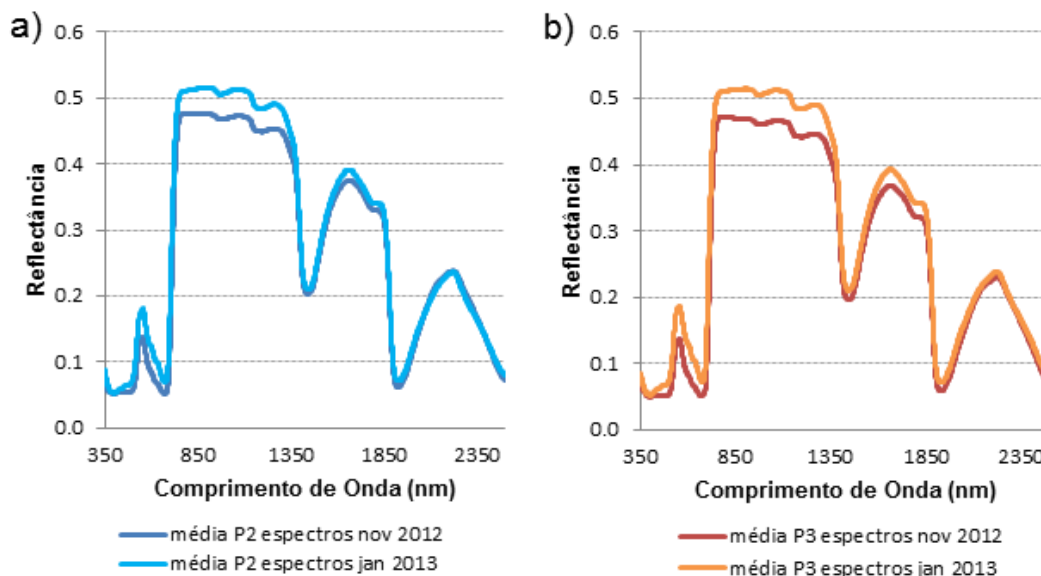 a)
0.6
0.5
0.4
0.3
0.2
0.1
0.0
Reflectância
350 850 1350 1850 2350
Comprimento de Onda (nm)
média P2 espectros nov 2012
média P2 espectros jan 2013
b)
0.6
0.5
0.4
0.3
0.2
0.1
0.0
Reflectância
350 850 1350 1850 2350
Comprimento de Onda (nm)
média P3 espectros nov 2012
média P3 espectros jan 2013